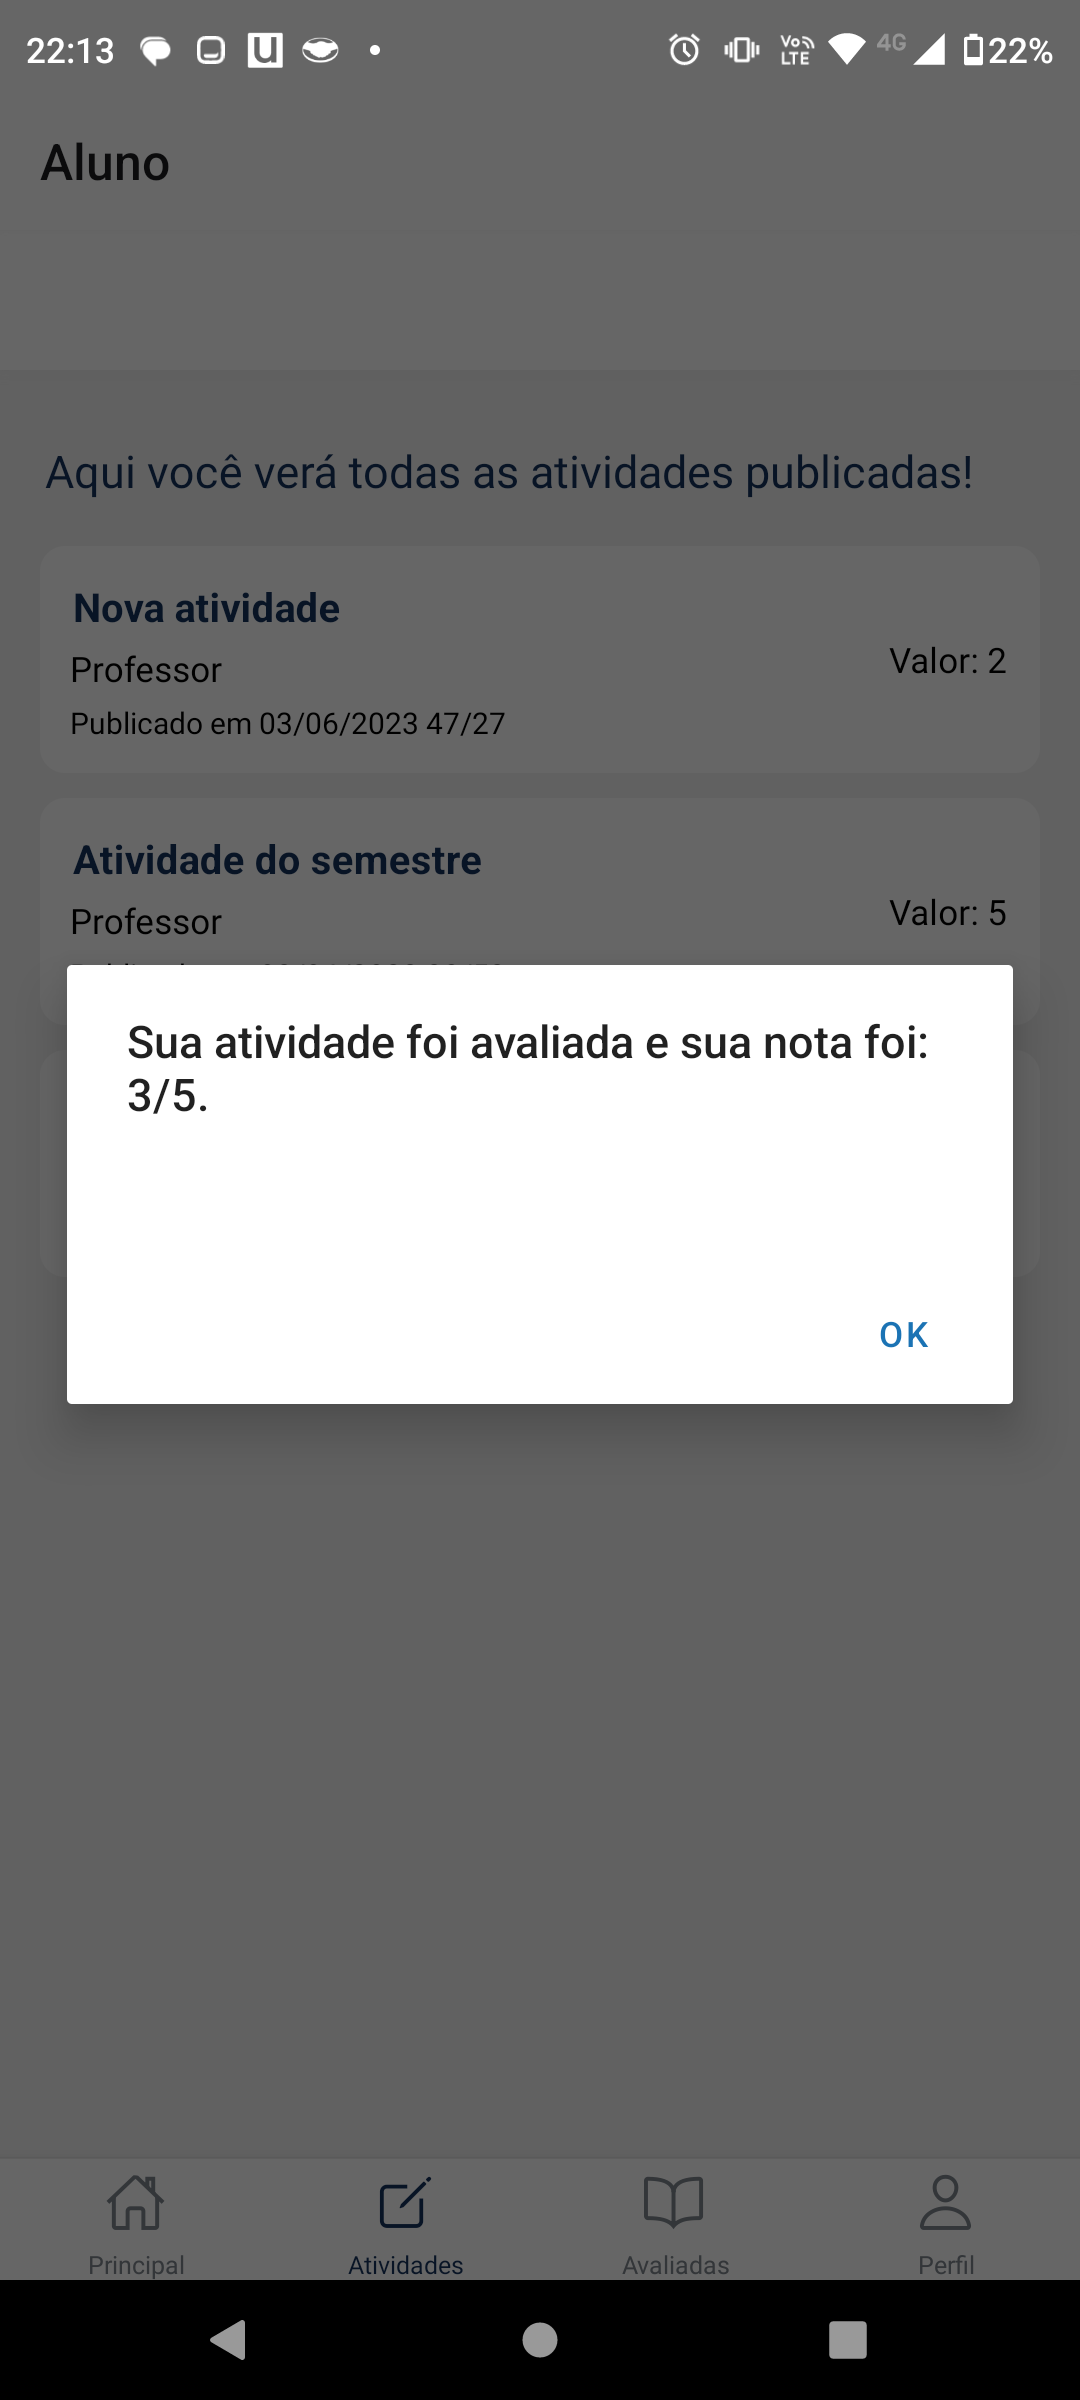 22:13
VoLTE
4G
22%
Aluno
Aqui você verá todas as atividades publicadas!
Nova atividade
Professor
Valor: 2
Publicado em 03/06/2023 47/27
Atividade do semestre
Professor
Valor: 5
Sua atividade foi avaliada e sua nota foi:
3/5.
OK
Principal
Atividades
Avaliadas
Perfil